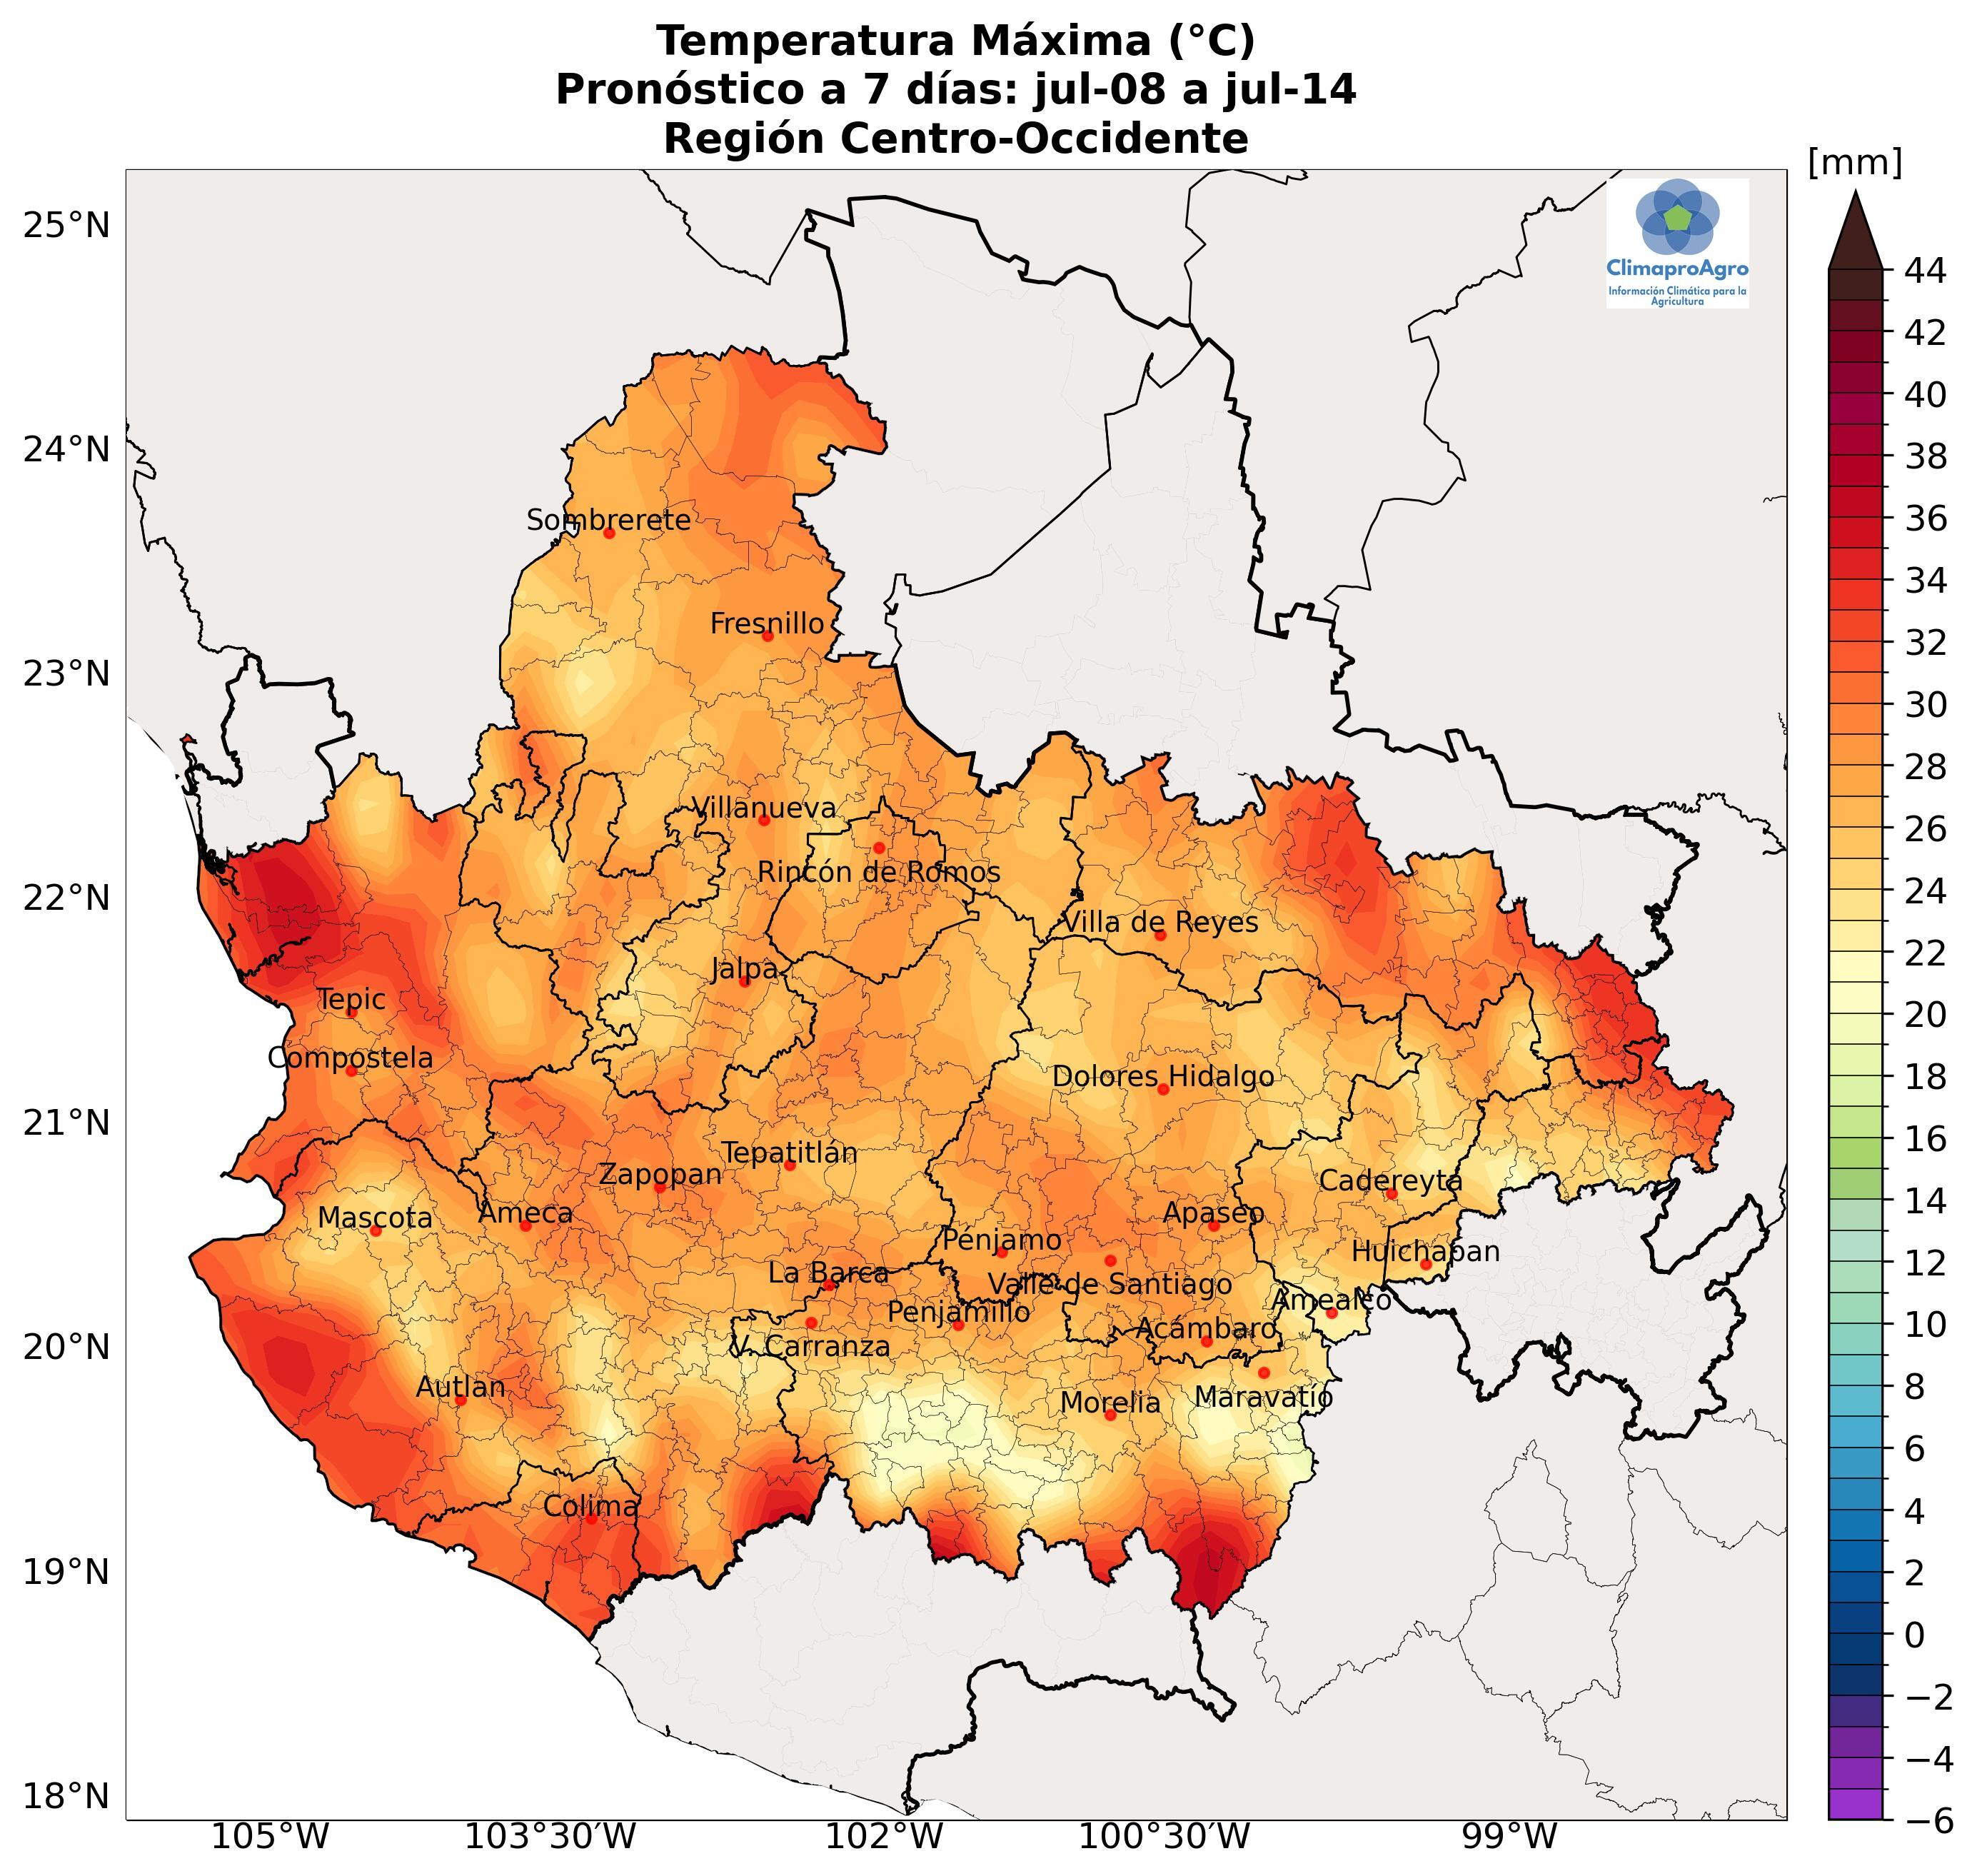 Temperatura Máxima (°C)
Pronóstico a 7 días: jul-08 a jul-14
Región Centro-Occidente
[mm]
25°N
24°N
23°N
22°N
21°N
20°N
19°N
18°N
ClimaproAgro
Información Climática para la
Agricultura
Sombrerete
Fresnillo
Villanueva
Rincón de Romos
Villa de Reyes
Jalpa
Tepic
Compostela
Dolores Hidalgo
Tepatitlán
Zapopan
Cadereyta
Mascota
Ameca
Apaseo
Pénjamo
Huichapan
La Barca
Valle de Santiago
Amealco
Penjamillo
Acámbaro
V. Carranza
Autlan
Morelia
Maravatío
Colima
44
42
40
38
36
34
32
30
28
26
24
22
20
18
16
14
12
10
8
6
4
2
0
−2
−4
−6
105°W
103°30′W
102°W
100°30′W
99°W